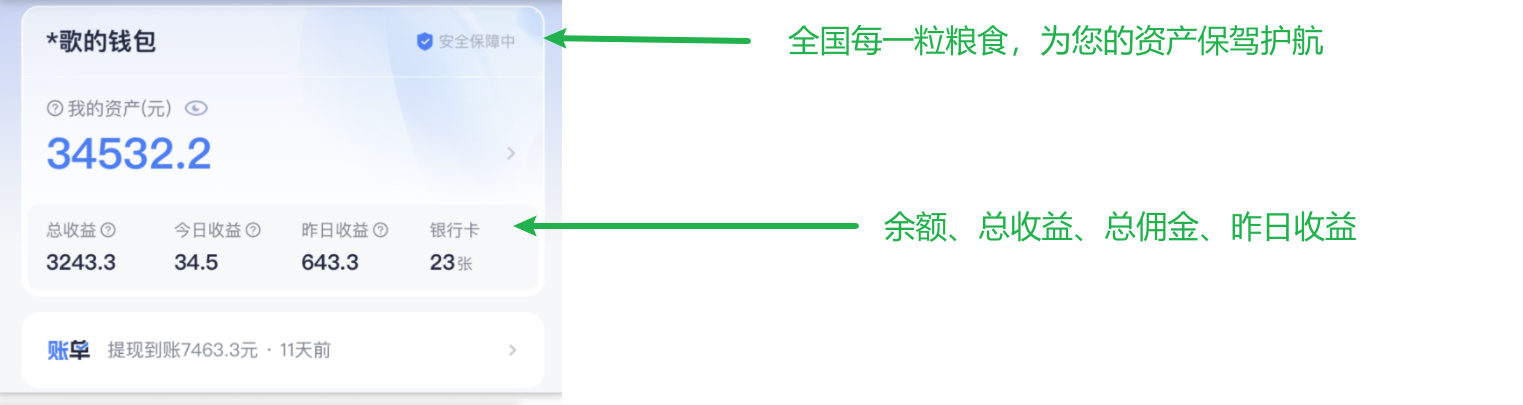 *歌的钱包
安全保障中
全国每一粒粮食，为您的资产保驾护航
我的资产(元)
34532.2
总收益 今日收益 昨日收益 银行卡
3243.3 34.5 643.3 23张
余额、总收益、总佣金、昨日收益
账单 提现到账7463.3元 · 11天前